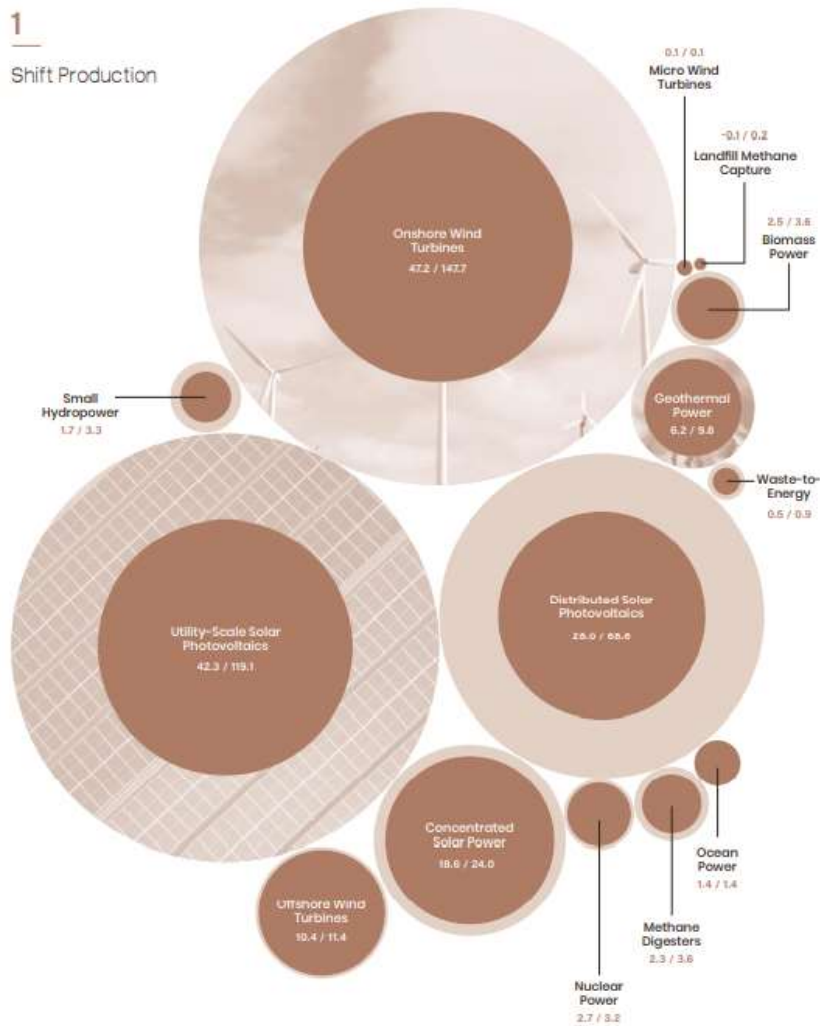 1
Shift Production
0.1 / 0.1
Micro Wind
Turbines
-0.1 / 0.2
Landfill Methane
Capture
2.5 / 3.6
Biomass
Power
Onshore Wind
Turbines
47.2 / 147.7
Small
Hydropower
1.7 / 3.3
Geothermal
Power
6.2 / 9.8
Waste-to-
Energy
0.5 / 0.9
Distributed Solar
Photovoltaics
28.0 / 68.6
Utility-Scale Solar
Photovoltaics
42.3 / 119.1
Concentrated
Solar Power
18.6 / 24.0
Ocean
Power
1.4 / 1.4
Offshore Wind
Turbines
10.4 / 11.4
Methane
Digesters
2.3 / 3.6
Nuclear
Power
2.7 / 3.2